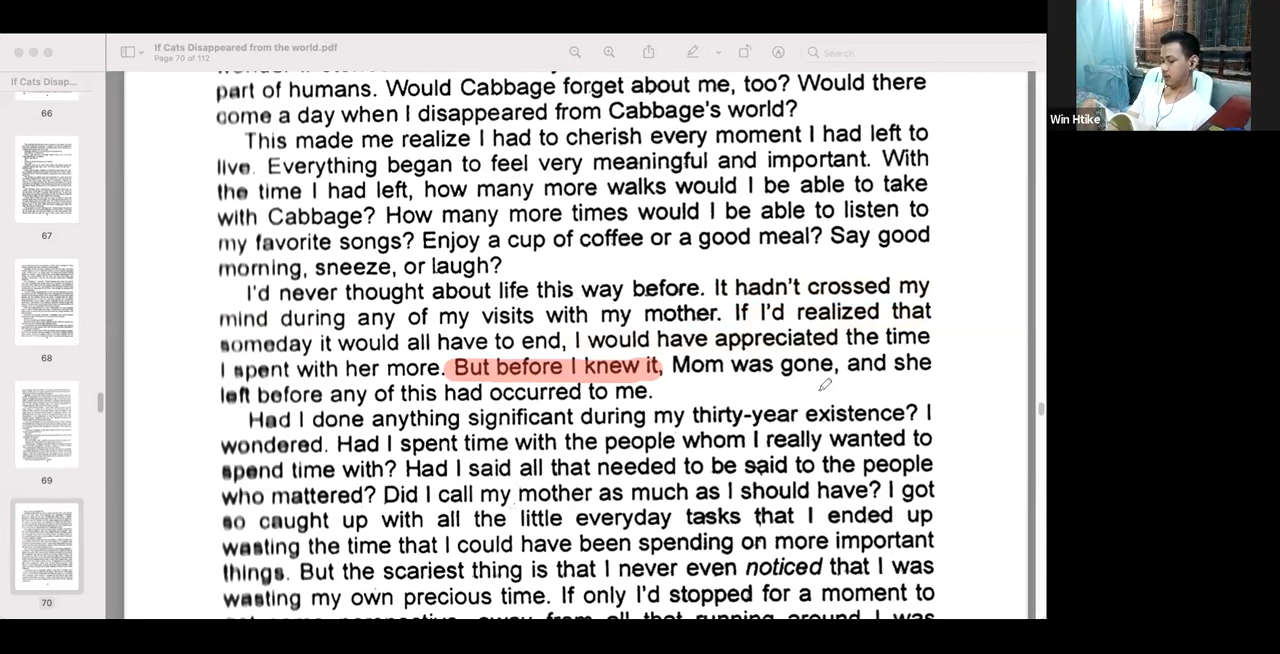 If Cats Disappeared from the world.pdf
Page 70 of 112
Search
If Cats Disap...
66
67
68
69
70
Win Htike
part of humans. Would Cabbage forget about me, too? Would there
come a day when I disappeared from Cabbage's world?
This made me realize I had to cherish every moment I had left to
live. Everything began to feel very meaningful and important. With
the time I had left, how many more walks would I be able to take
with Cabbage? How many more times would I be able to listen to
my favorite songs? Enjoy a cup of coffee or a good meal? Say good
morning, sneeze, or laugh?
I'd never thought about life this way before. It hadn't crossed my
mind during any of my visits with my mother. If I'd realized that
someday it would all have to end, I would have appreciated the time
I spent with her more. But before I knew it, Mom was gone, and she
left before any of this had occurred to me.
Had I done anything significant during my thirty-year existence? I
wondered. Had I spent time with the people whom I really wanted to
spend time with? Had I said all that needed to be said to the people
who mattered? Did I call my mother as much as I should have? I got
so caught up with all the little everyday tasks that I ended up
wasting the time that I could have been spending on more important
things. But the scariest thing is that I never even noticed that I was
wasting my own precious time. If only I'd stopped for a moment to